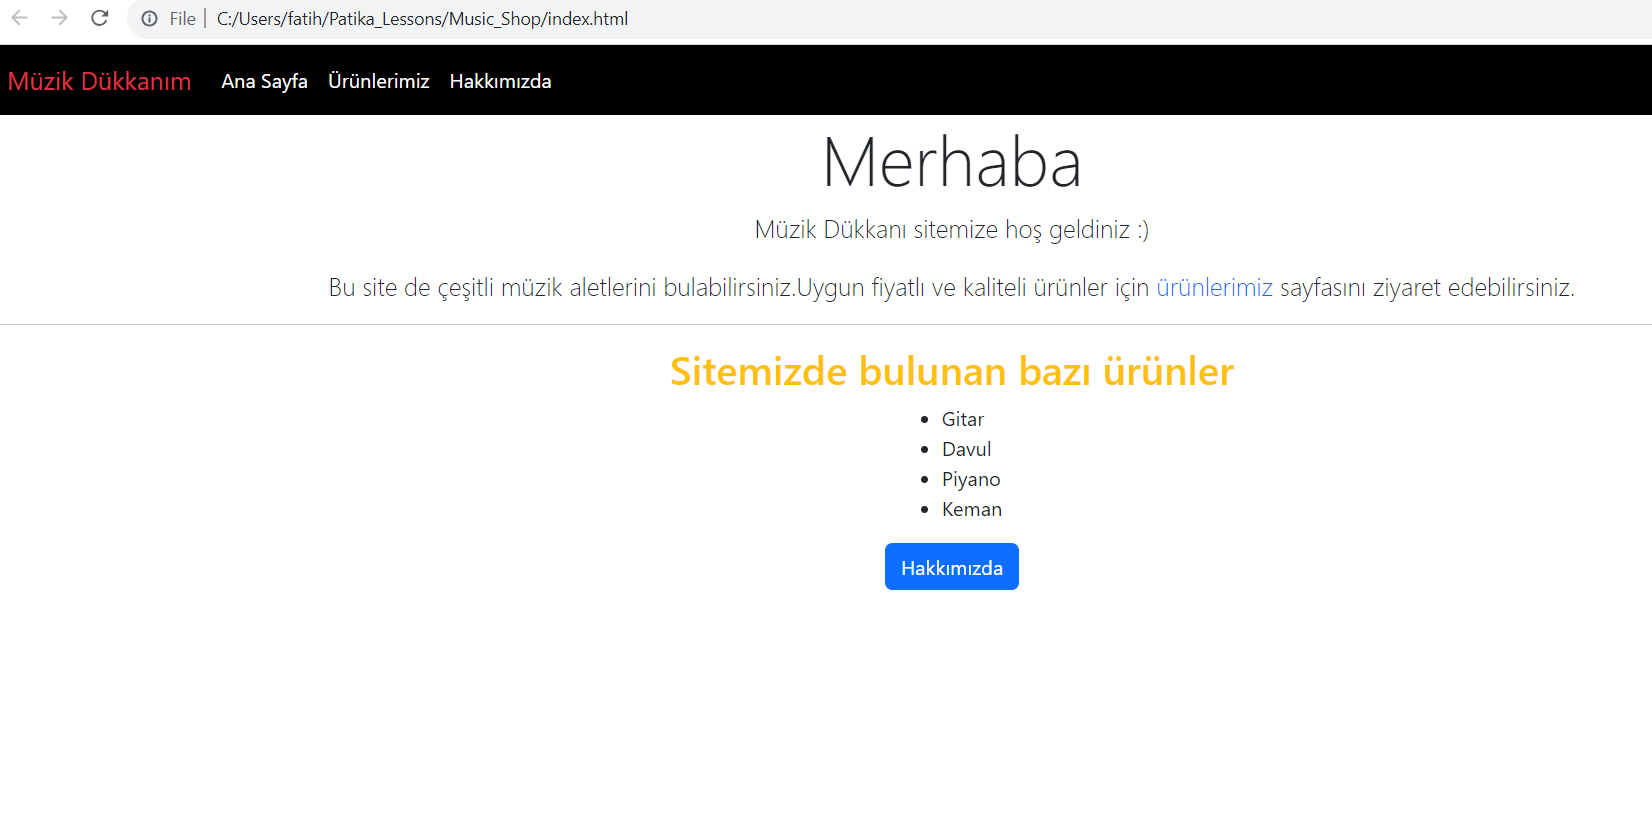 File | C:/Users/fatih/Patika_Lessons/Music_Shop/index.html
Müzik Dükkanım Ana Sayfa Ürünlerimiz Hakkımızda
Merhaba
Müzik Dükkanı sitemize hoş geldiniz :)
Bu site de çeşitli müzik aletlerini bulabilirsiniz.Uygun fiyatlı ve kaliteli ürünler için ürünlerimiz sayfasını ziyaret edebilirsiniz.
Sitemizde bulunan bazı ürünler
• Gitar
• Davul
• Piyano
• Keman
Hakkımızda